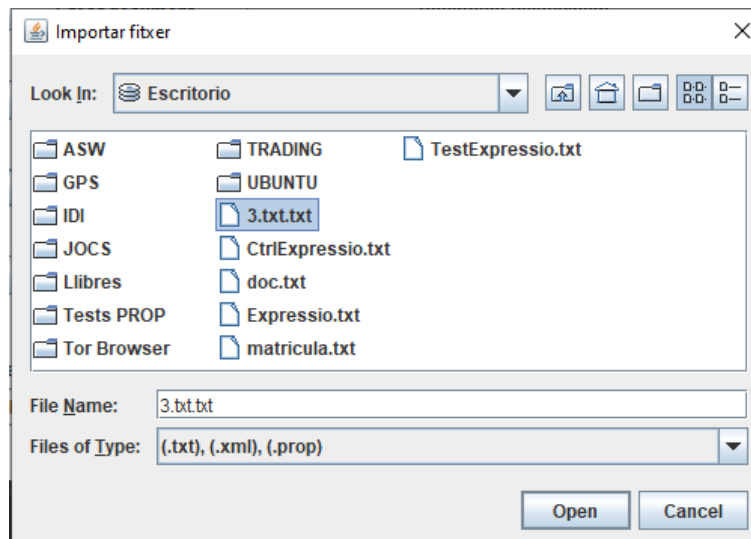 Importar fitxer
Look In: Escritorio
ASW TRADING TestExpressio.txt
GPS UBUNTU
IDI 3.txt.txt
JOCS CtrlExpressio.txt
Llibres doc.txt
Tests PROP Expressio.txt
Tor Browser matricula.txt
File Name: 3.txt.txt
Files of Type: (.txt), (.xml), (.prop)
Open Cancel